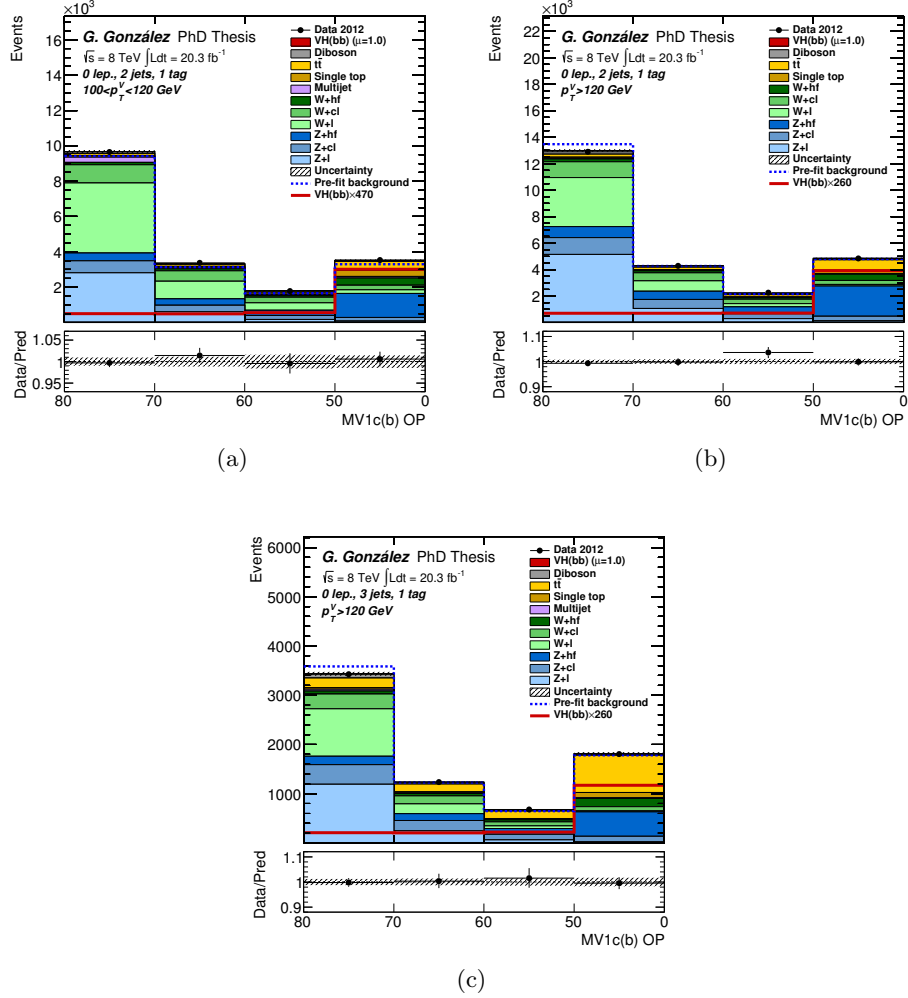 ×10³
Events
16
14
12
10
8
6
4
2
G. González PhD Thesis
√s = 8 TeV ∫Ldt = 20.3 fb⁻¹
0 lep., 2 jets, 1 tag
100<p_T^V<120 GeV
Data 2012
VH(bb) (μ=1.0)
Diboson
tt̄
Single top
Multijet
W+hf
W+cl
W+l
Z+hf
Z+cl
Z+l
Uncertainty
Pre-fit background
VH(bb)×470
Data/Pred
1.05
1
0.95
80 70 60 50 0
MV1c(b) OP
(a)
×10³
Events
22
20
18
16
14
12
10
8
6
4
2
G. González PhD Thesis
√s = 8 TeV ∫Ldt = 20.3 fb⁻¹
0 lep., 2 jets, 1 tag
p_T^V>120 GeV
Data 2012
VH(bb) (μ=1.0)
Diboson
tt̄
Single top
W+hf
W+cl
W+l
Z+hf
Z+cl
Z+l
Uncertainty
Pre-fit background
VH(bb)×260
Data/Pred
1.1
1
0.9
80 70 60 50 0
MV1c(b) OP
(b)
Events
6000
5000
4000
3000
2000
1000
G. González PhD Thesis
√s = 8 TeV ∫Ldt = 20.3 fb⁻¹
0 lep., 3 jets, 1 tag
p_T^V>120 GeV
Data 2012
VH(bb) (μ=1.0)
Diboson
tt̄
Single top
Multijet
W+hf
W+cl
W+l
Z+hf
Z+cl
Z+l
Uncertainty
Pre-fit background
VH(bb)×260
Data/Pred
1.1
1
0.9
80 70 60 50 0
MV1c(b) OP
(c)